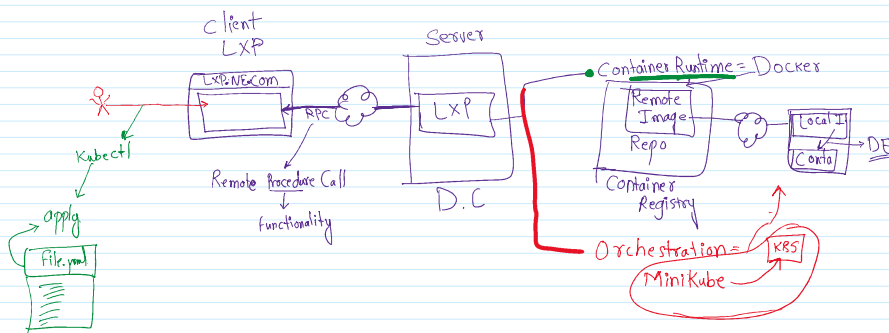 Client
LXP
LXP.NE.com
Kubectl
apply
File.yml
RPC
Remote Procedure Call
Functionality
Server
LXP
D.C
Container Runtime = Docker
Remote
Image
Repo
Container
Registry
Local I
Conta
DE
Orchestration =
K8S
MiniKube